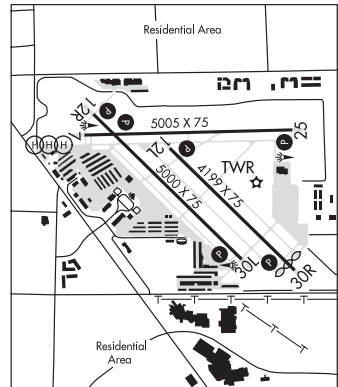 Residential Area
12R
7
5005 X 75
25
H H H
12L
5000 X 75
4199 X 75
TWR
30L
30R
P
P
P
P
P
P
Residential
Area